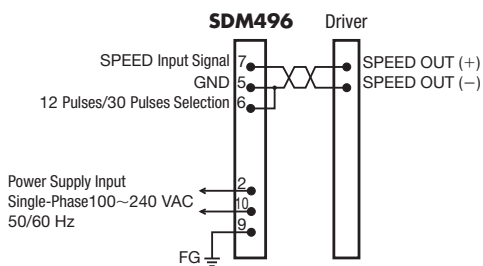 SDM496 Driver
SPEED Input Signal 7 SPEED OUT (+)
GND 5 SPEED OUT (−)
12 Pulses/30 Pulses Selection 6
Power Supply Input 2
Single-Phase100~240 VAC 10
50/60 Hz 9
FG